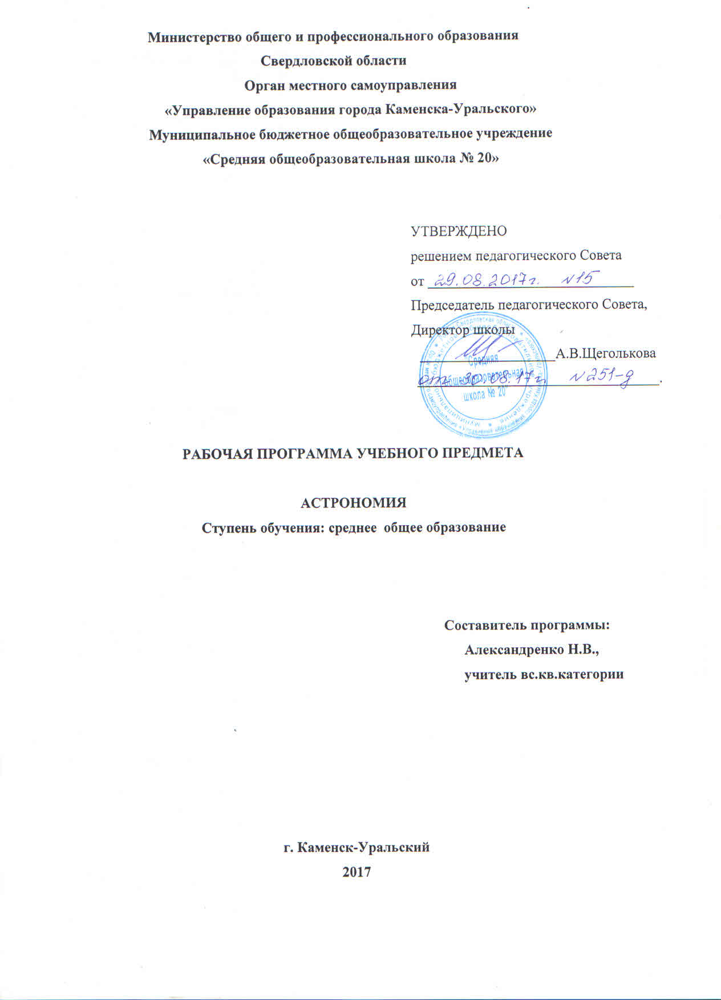 Министерство общего и профессионального образования
Свердловской области
Орган местного самоуправления
«Управление образования города Каменска-Уральского»
Муниципальное бюджетное общеобразовательное учреждение
«Средняя общеобразовательная школа № 20»
УТВЕРЖДЕНО
решением педагогического Совета
от 29.08.2017г. №15
Председатель педагогического Совета,
Директор школы
А.В.Щеголькова
от 30.08.17г. №251-д.
"Средняя
общеобразовательная
школа № 20"
РАБОЧАЯ ПРОГРАММА УЧЕБНОГО ПРЕДМЕТА
АСТРОНОМИЯ
Ступень обучения: среднее  общее образование
Составитель программы:
Александренко Н.В.,
учитель вс.кв.категории
г. Каменск-Уральский
2017